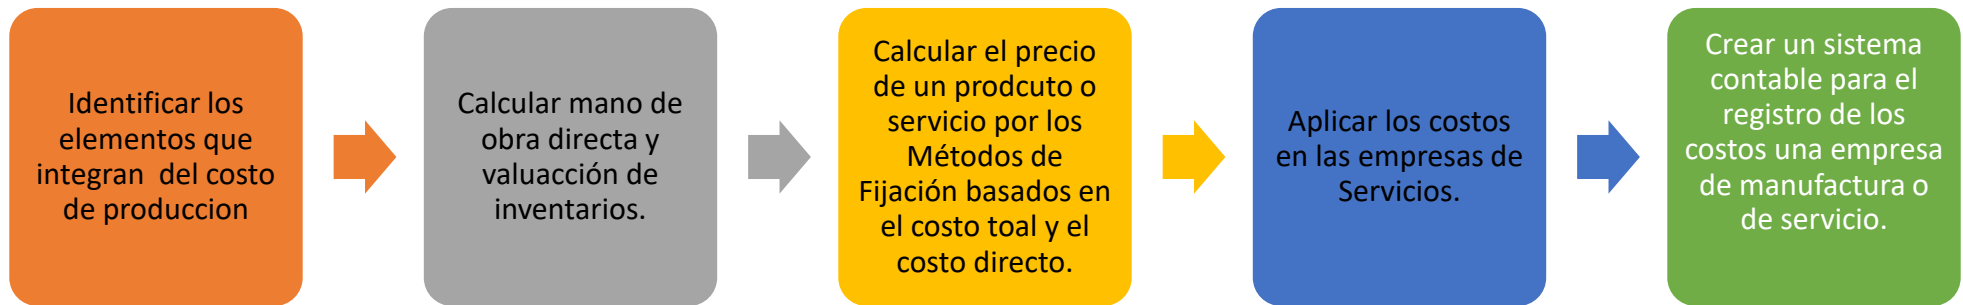 Identificar los
elementos que
integran del costo
de produccion
Calcular mano de
obra directa y
valuacción de
inventarios.
Calcular el precio
de un prodcuto o
servicio por los
Métodos de
Fijación basados en
el costo toal y el
costo directo.
Aplicar los costos
en las empresas de
Servicios.
Crear un sistema
contable para el
registro de los
costos una empresa
de manufactura o
de servicio.